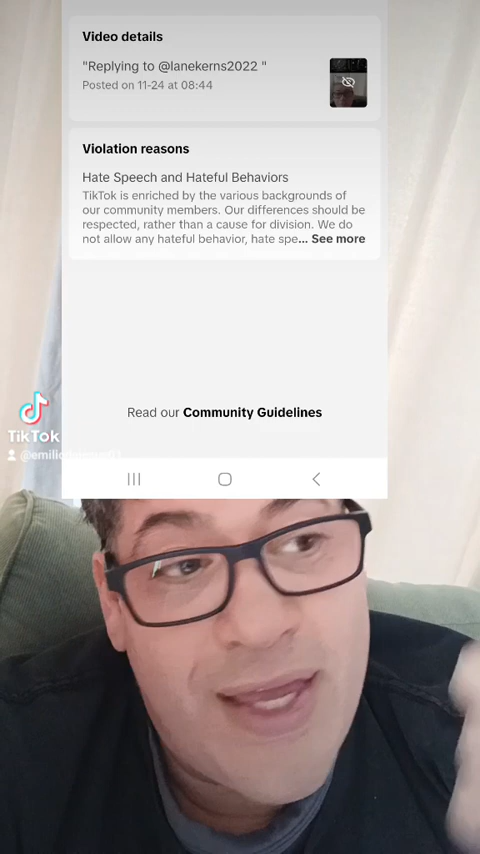 Video details
"Replying to @lanekerns2022 "
Posted on 11-24 at 08:44
Violation reasons
Hate Speech and Hateful Behaviors
TikTok is enriched by the various backgrounds of
our community members. Our differences should be
respected, rather than a cause for division. We do
not allow any hateful behavior, hate spe... See more
TikTok
Read our Community Guidelines